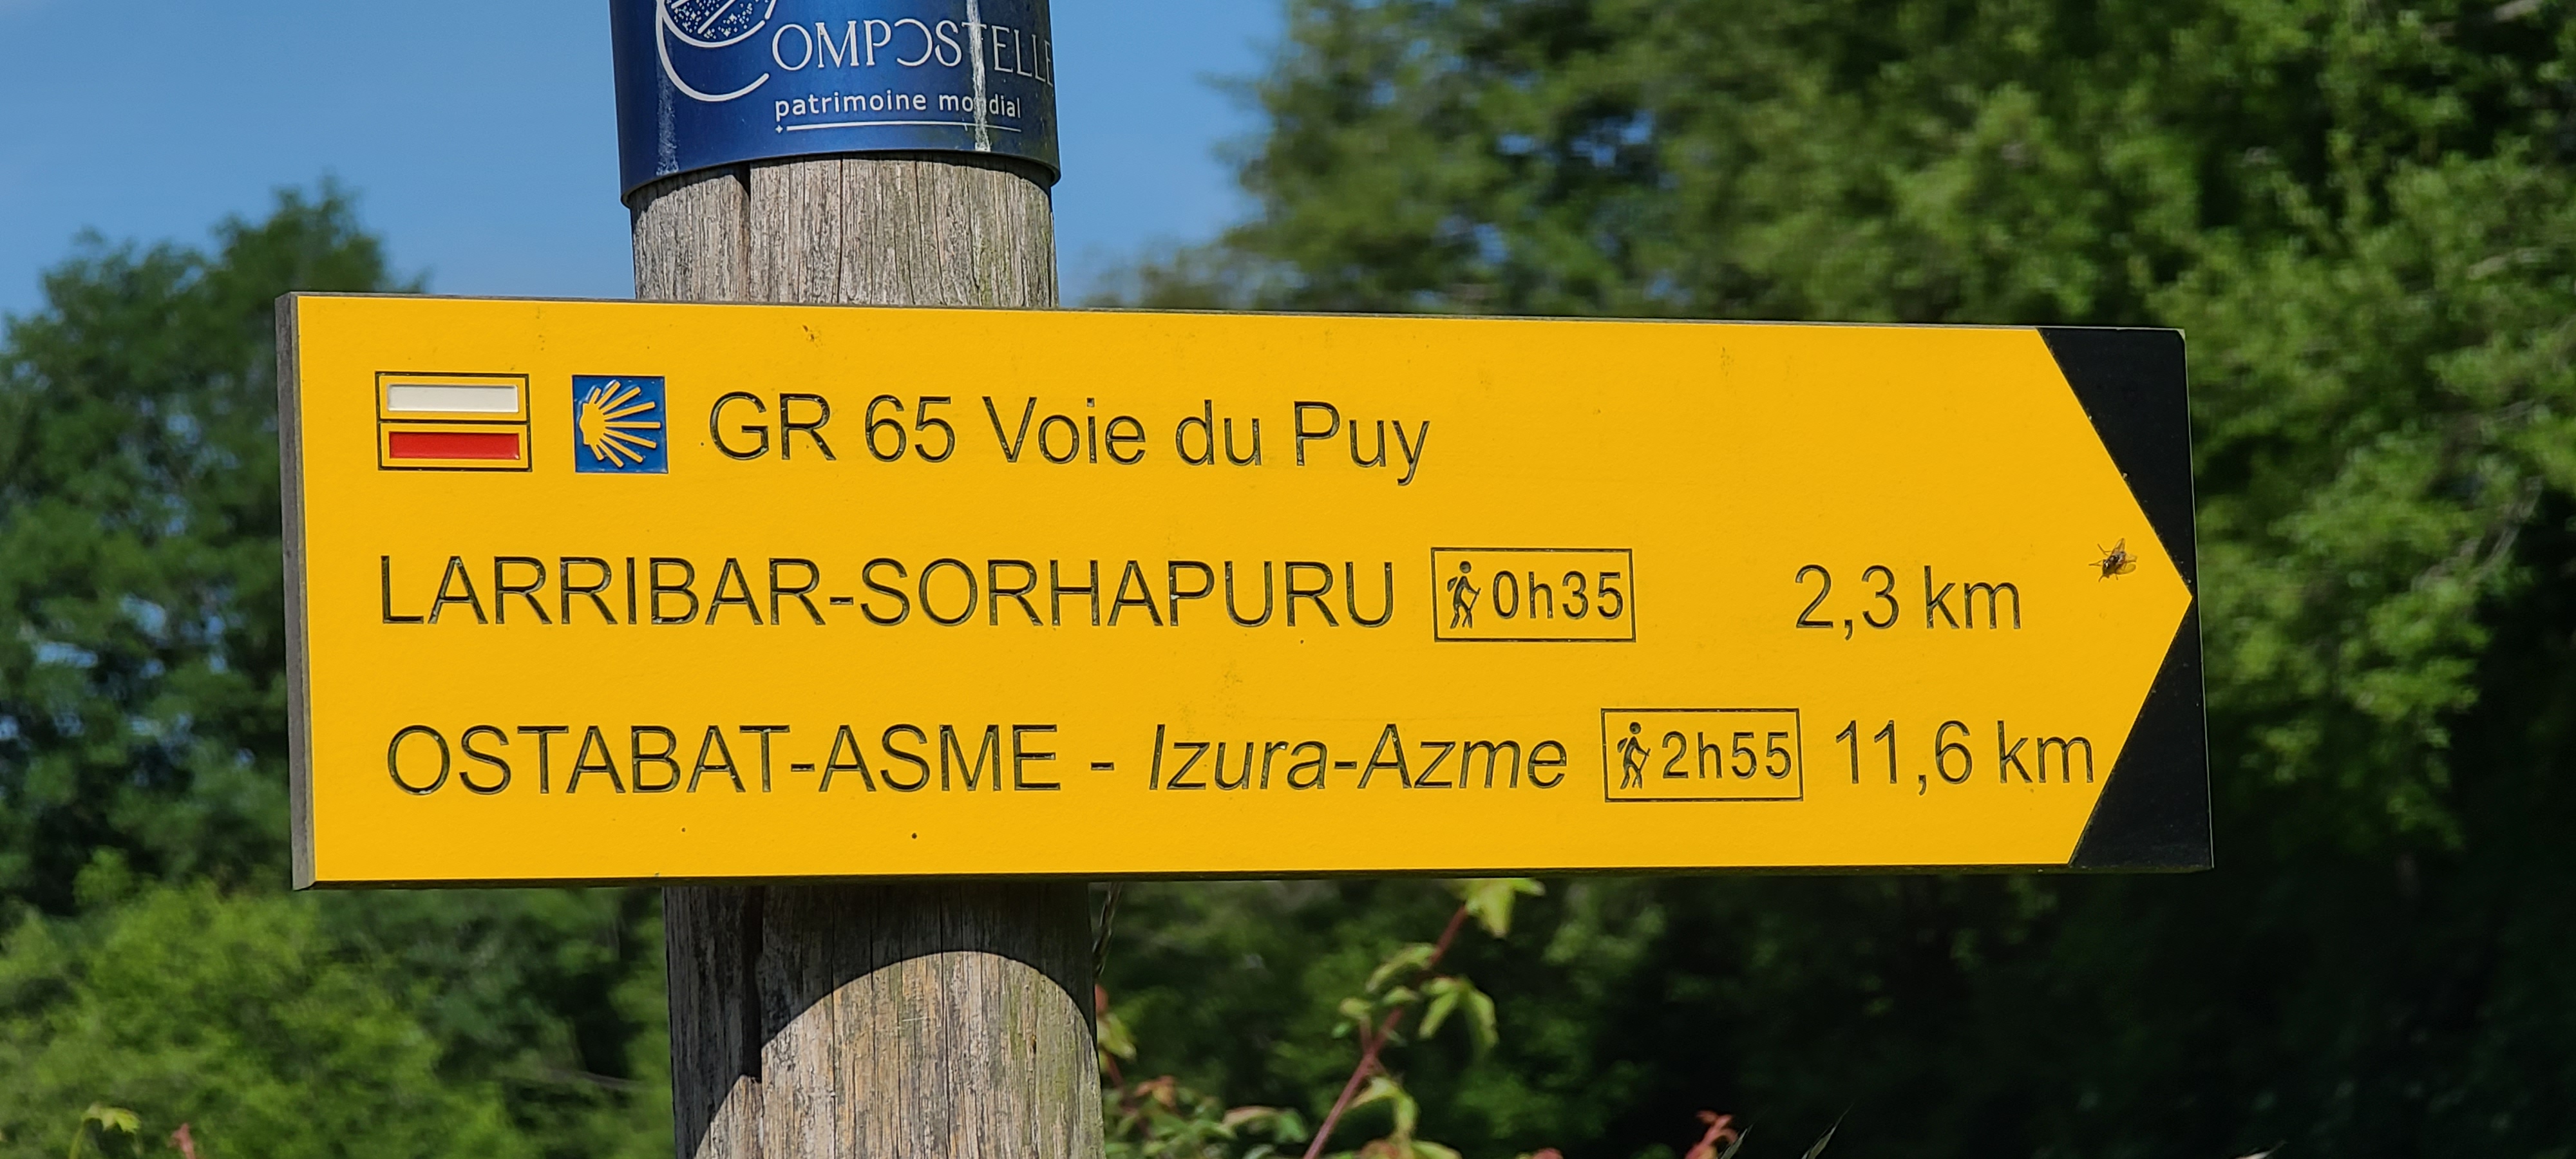 COMPOSTELLE
patrimoine mondial
GR 65 Voie du Puy
LARRIBAR-SORHAPURU 0h35 2,3 km
OSTABAT-ASME - Izura-Azme 2h55 11,6 km